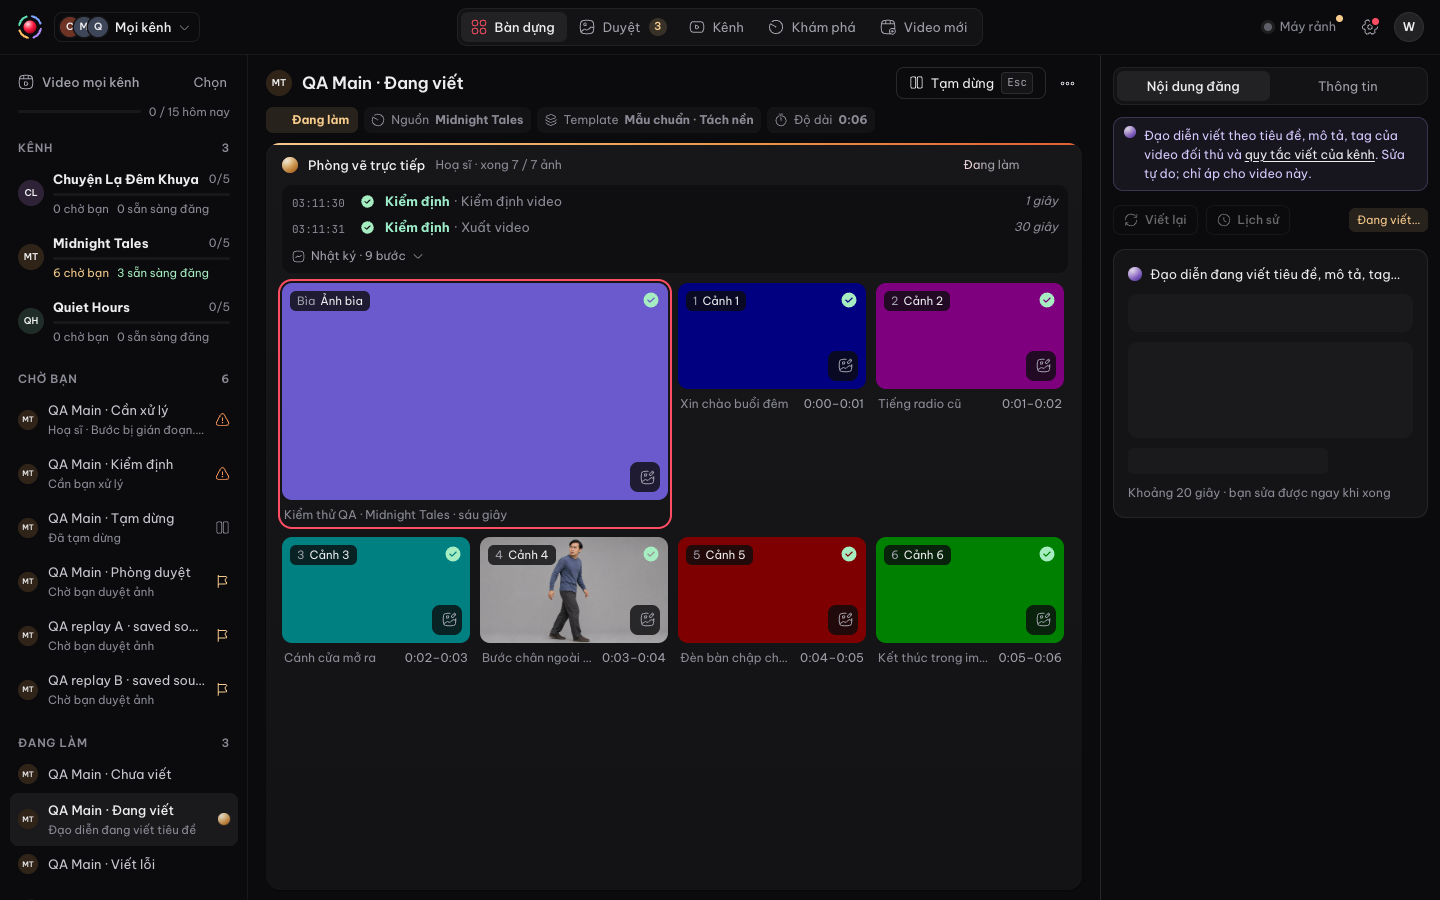 C M Q Mọi kênh
Bàn dựng
Duyệt 3
Kênh
Khám phá
Video mới
Máy rảnh
W
Video mọi kênh Chọn
0 / 15 hôm nay
KÊNH 3
CL Chuyện Lạ Đêm Khuya 0/5
0 chờ bạn 0 sẵn sàng đăng
MT Midnight Tales 0/5
6 chờ bạn 3 sẵn sàng đăng
QH Quiet Hours 0/5
0 chờ bạn 0 sẵn sàng đăng
CHỜ BẠN 6
MT QA Main · Cần xử lý
Hoạ sĩ · Bước bị gián đoạn....
MT QA Main · Kiểm định
Cần bạn xử lý
MT QA Main · Tạm dừng
Đã tạm dừng
MT QA Main · Phòng duyệt
Chờ bạn duyệt ảnh
MT QA replay A · saved so...
Chờ bạn duyệt ảnh
MT QA replay B · saved sou...
Chờ bạn duyệt ảnh
ĐANG LÀM 3
MT QA Main · Chưa viết
MT QA Main · Đang viết
Đạo diễn đang viết tiêu đề
MT QA Main · Viết lỗi
MT QA Main · Đang viết
Tạm dừng Esc
Đang làm
Nguồn Midnight Tales
Template Mẫu chuẩn · Tách nền
Độ dài 0:06
Phòng vẽ trực tiếp Hoạ sĩ · xong 7 / 7 ảnh Đang làm
03:11:30 Kiểm định · Kiểm định video 1 giây
03:11:31 Kiểm định · Xuất video 30 giây
Nhật ký · 9 bước
Bìa Ảnh bìa
Kiểm thử QA · Midnight Tales · sáu giây
1 Cảnh 1
Xin chào buổi đêm 0:00–0:01
2 Cảnh 2
Tiếng radio cũ 0:01–0:02
3 Cảnh 3
Cánh cửa mở ra 0:02–0:03
4 Cảnh 4
Bước chân ngoài ... 0:03–0:04
5 Cảnh 5
Đèn bàn chập ch... 0:04–0:05
6 Cảnh 6
Kết thúc trong im... 0:05–0:06
Nội dung đăng
Thông tin
Đạo diễn viết theo tiêu đề, mô tả, tag của
video đối thủ và quy tắc viết của kênh. Sửa
tự do; chỉ áp cho video này.
Viết lại
Lịch sử
Đang viết...
Đạo diễn đang viết tiêu đề, mô tả, tag...
Khoảng 20 giây · bạn sửa được ngay khi xong